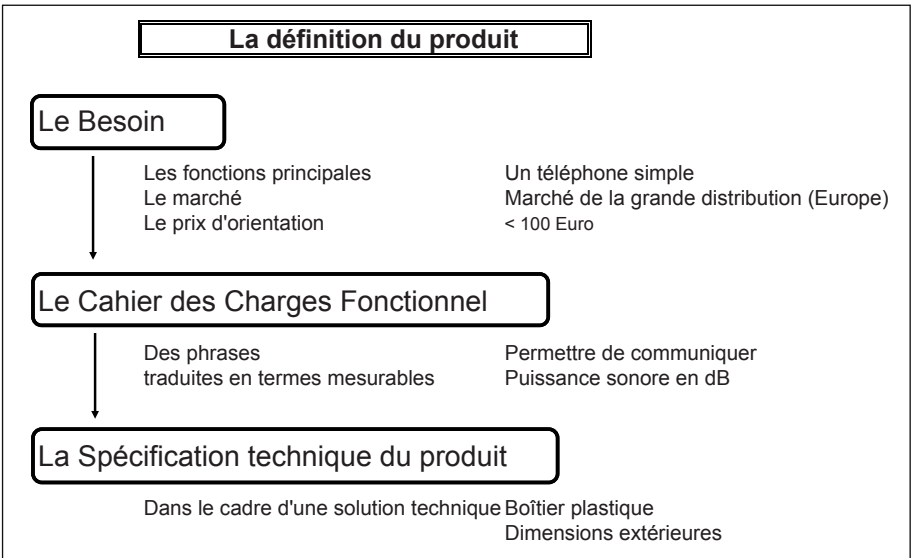 La définition du produit
Le Besoin
Les fonctions principales Un téléphone simple
Le marché Marché de la grande distribution (Europe)
Le prix d'orientation < 100 Euro
Le Cahier des Charges Fonctionnel
Des phrases Permettre de communiquer
traduites en termes mesurables Puissance sonore en dB
La Spécification technique du produit
Dans le cadre d'une solution technique Boîtier plastique
Dimensions extérieures